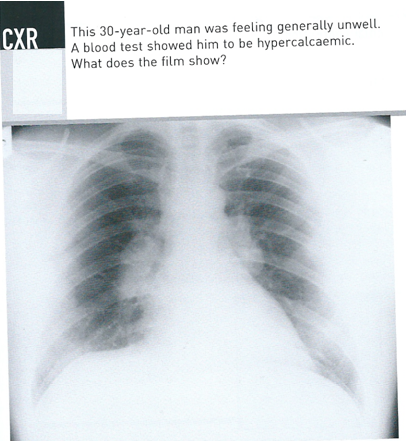 CXR
This 30-year-old man was feeling generally unwell.
A blood test showed him to be hypercalcaemic.
What does the film show?